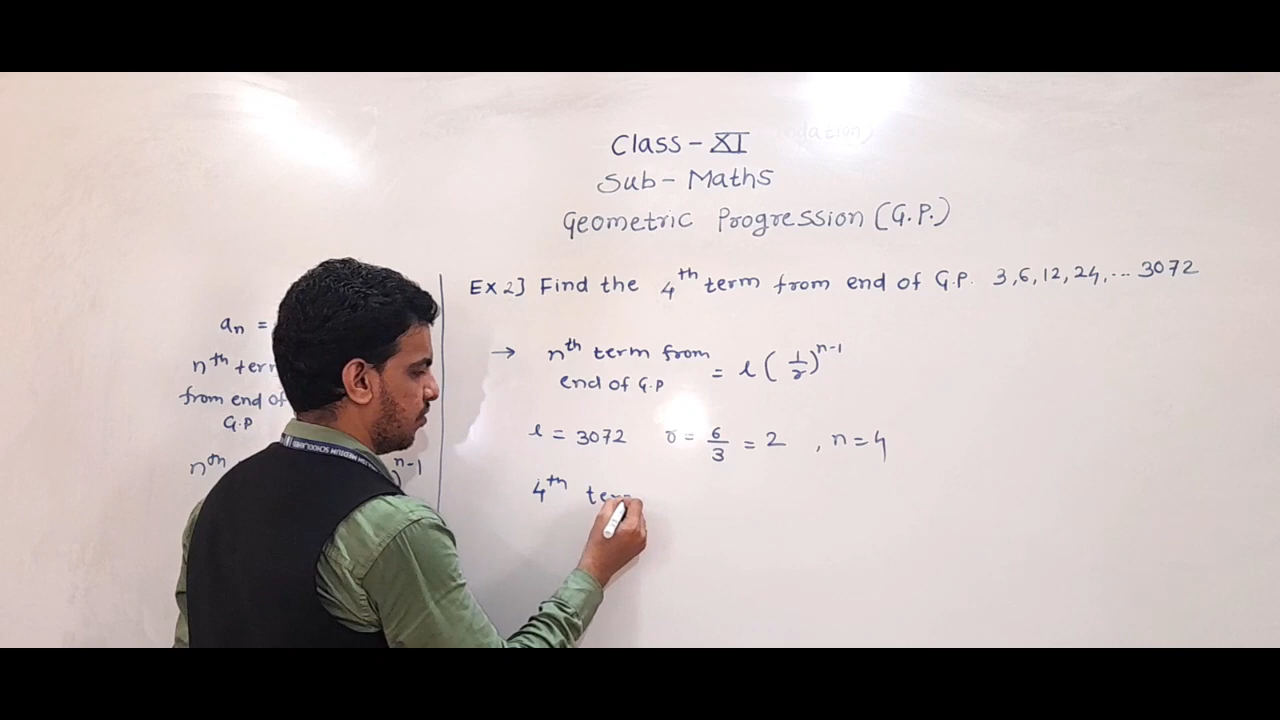 Class - XI
Sub - Maths
Geometric Progression (G.P.)
Ex 2] Find the 4th term from end of G.P. 3, 6, 12, 24, ... 3072
→ nth term from
end of G.P = l (1/r)^n-1
l = 3072 r = 6/3 = 2 , n = 4
4th term
an =
nth term
from end of
G.P
nth
)^n-1